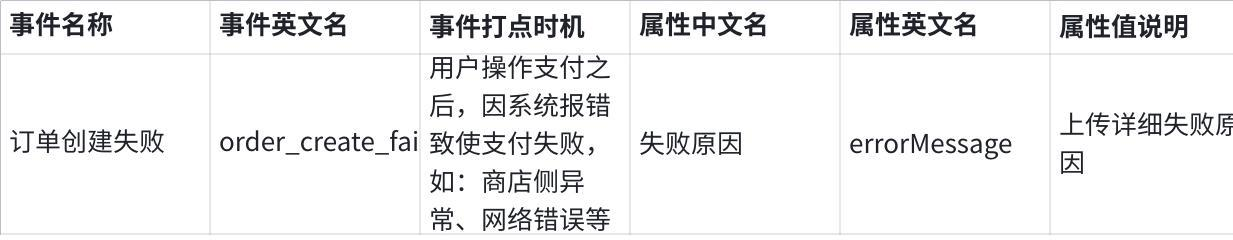 事件名称
事件英文名
事件打点时机
属性中文名
属性英文名
属性值说明
订单创建失败
order_create_fai
用户操作支付之
后，因系统报错
致使支付失败，
如：商店侧异
常、网络错误等
失败原因
errorMessage
上传详细失败原
因